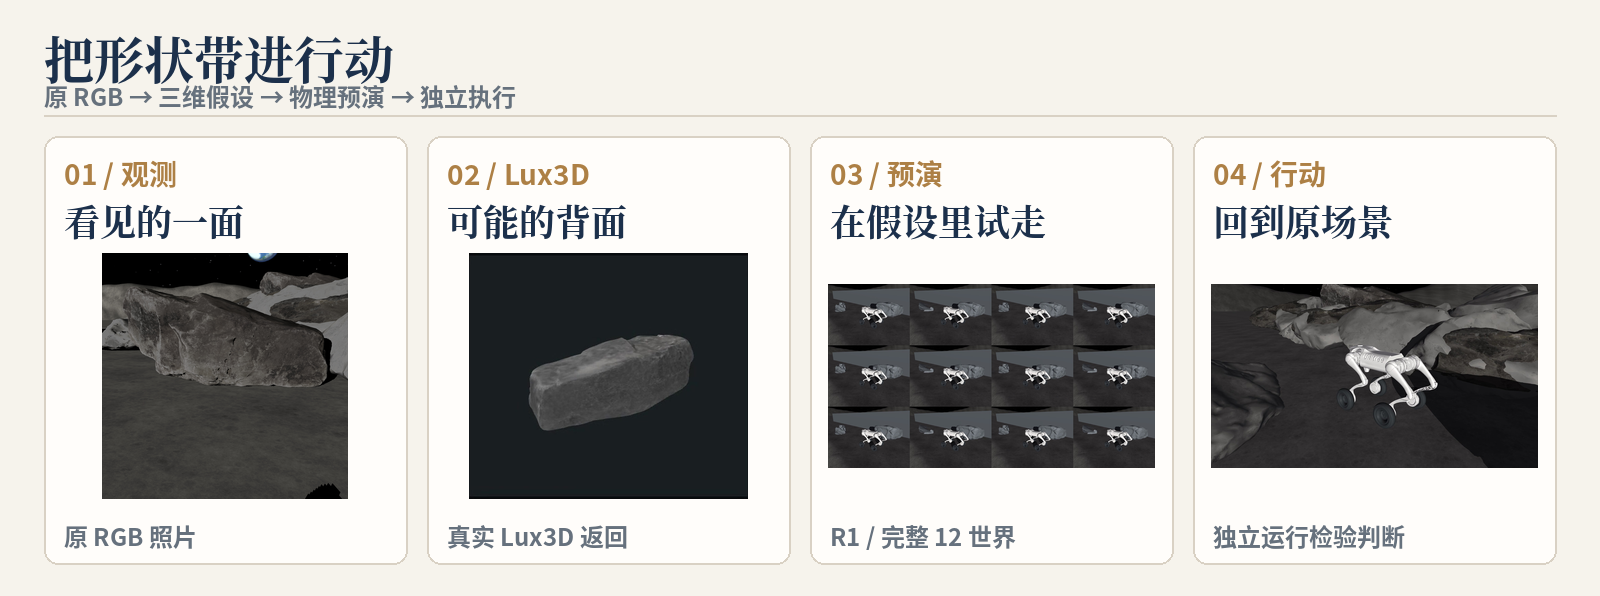 把形状带进行动
原 RGB → 三维假设 → 物理预演 → 独立执行
01 / 观测
看见的一面
原 RGB 照片
02 / Lux3D
可能的背面
真实 Lux3D 返回
03 / 预演
在假设里试走
R1 / 完整 12 世界
04 / 行动
回到原场景
独立运行检验判断